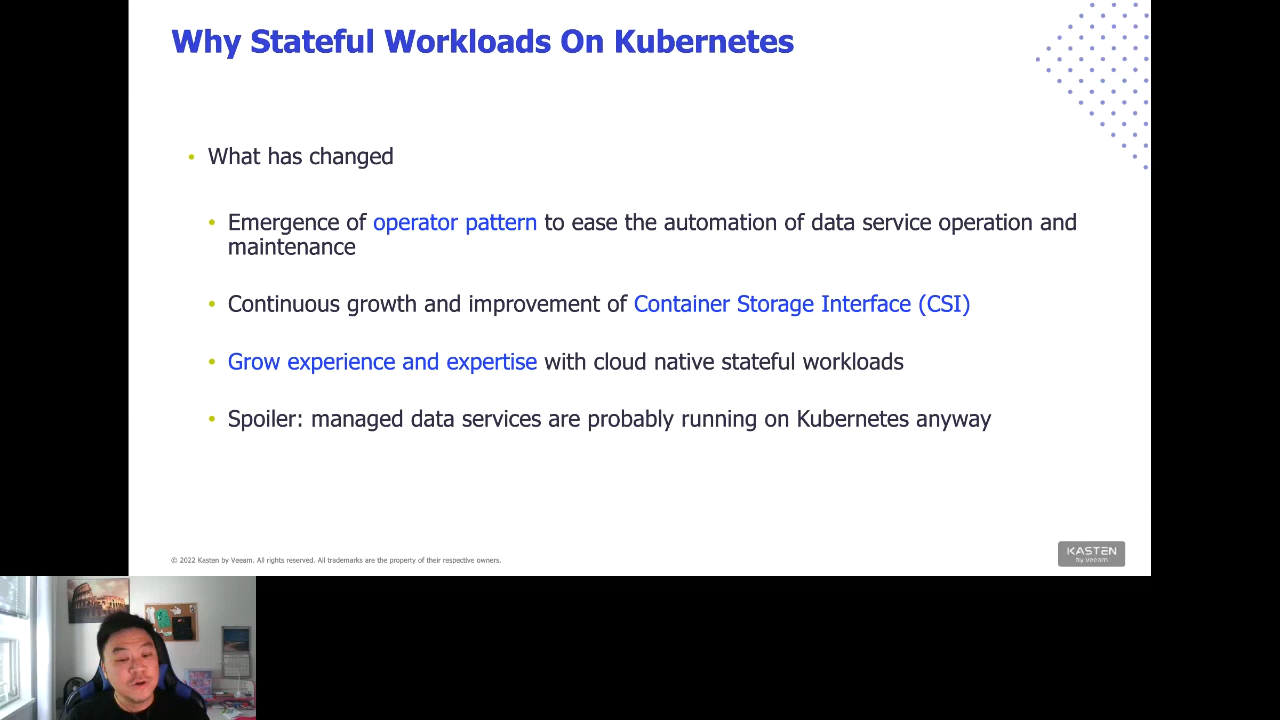 Why Stateful Workloads On Kubernetes
• What has changed
• Emergence of operator pattern to ease the automation of data service operation and
maintenance
• Continuous growth and improvement of Container Storage Interface (CSI)
• Grow experience and expertise with cloud native stateful workloads
• Spoiler: managed data services are probably running on Kubernetes anyway
© 2022 Kasten by Veeam. All rights reserved. All trademarks are the property of their respective owners.
KASTEN
by veeam